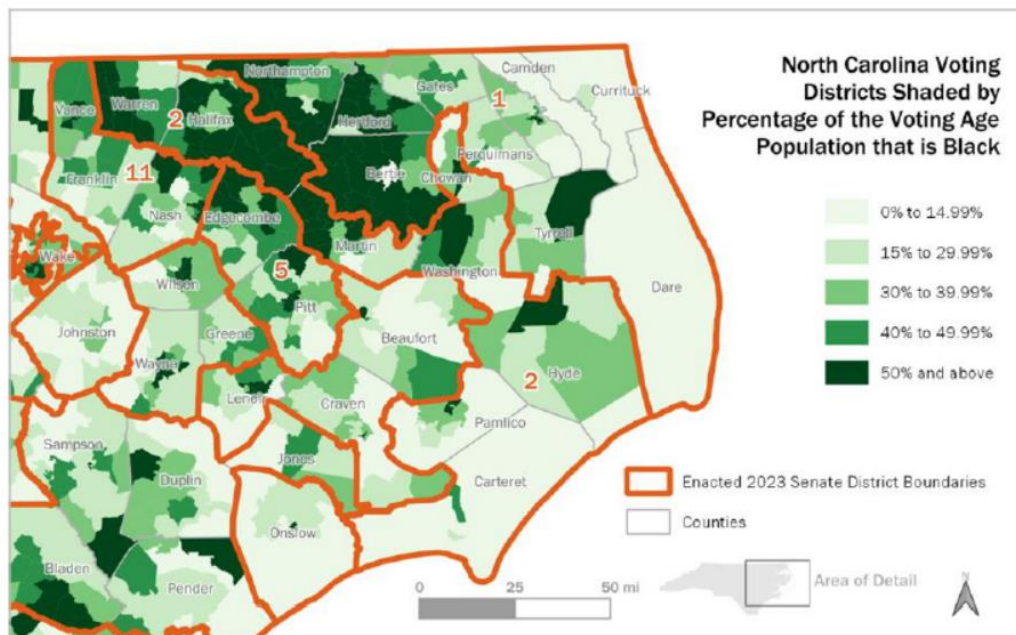 North Carolina Voting
Districts Shaded by
Percentage of the Voting Age
Population that is Black
0% to 14.99%
15% to 29.99%
30% to 39.99%
40% to 49.99%
50% and above
Enacted 2023 Senate District Boundaries
Counties
Area of Detail
N
0 25 50 mi
Northampton
Camden
Currituck
Gates
1
Vance
Warren
2
Halifax
Hertford
Perquimans
Franklin
11
Bertie
Chowan
Nash
Edgecombe
Martin
Tyrrell
Wake
Washington
Wilson
5
Dare
Pitt
Johnston
Greene
Beaufort
Wayne
2
Hyde
Lenoir
Craven
Pamlico
Sampson
Jones
Duplin
Carteret
Onslow
Bladen
Pender